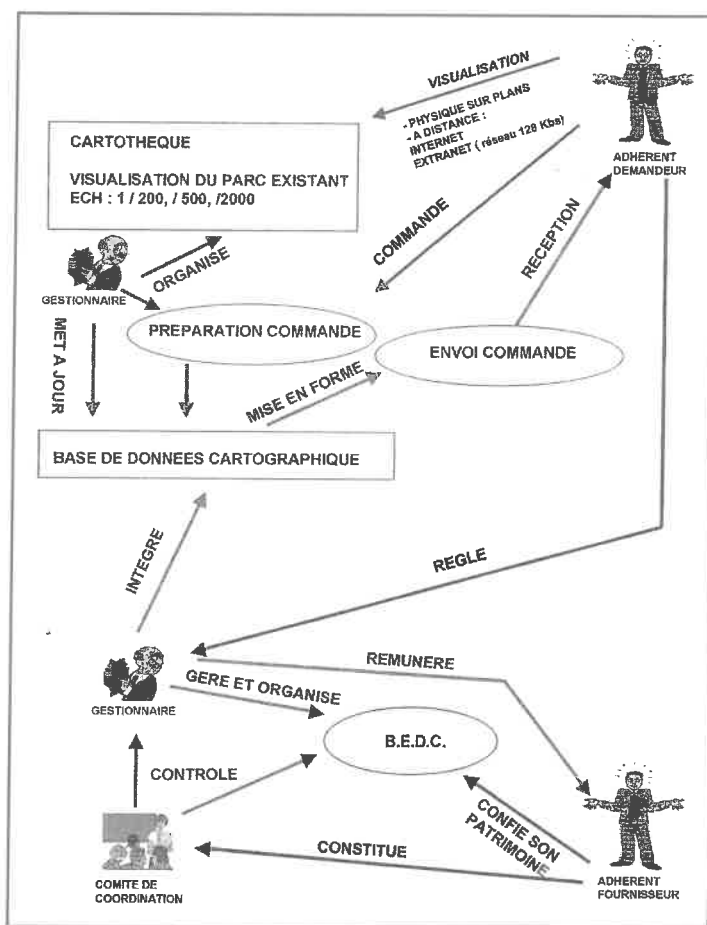 VISUALISATION
- PHYSIQUE SUR PLANS
- A DISTANCE :
INTERNET
EXTRANET ( réseau 128 Kbs)
ADHERENT
DEMANDEUR
CARTOTHEQUE
VISUALISATION DU PARC EXISTANT
ECH : 1 / 200, / 500, /2000
COMMANDE
RECEPTION
GESTIONNAIRE
ORGANISE
PREPARATION COMMANDE
ENVOI COMMANDE
MET A JOUR
MISE EN FORME
BASE DE DONNEES CARTOGRAPHIQUE
INTEGRE
REGLE
REMUNERE
GERE ET ORGANISE
GESTIONNAIRE
B.E.D.C.
CONTROLE
CONFIE SON
PATRIMOINE
CONSTITUE
COMITE DE
COORDINATION
ADHERENT
FOURNISSEUR